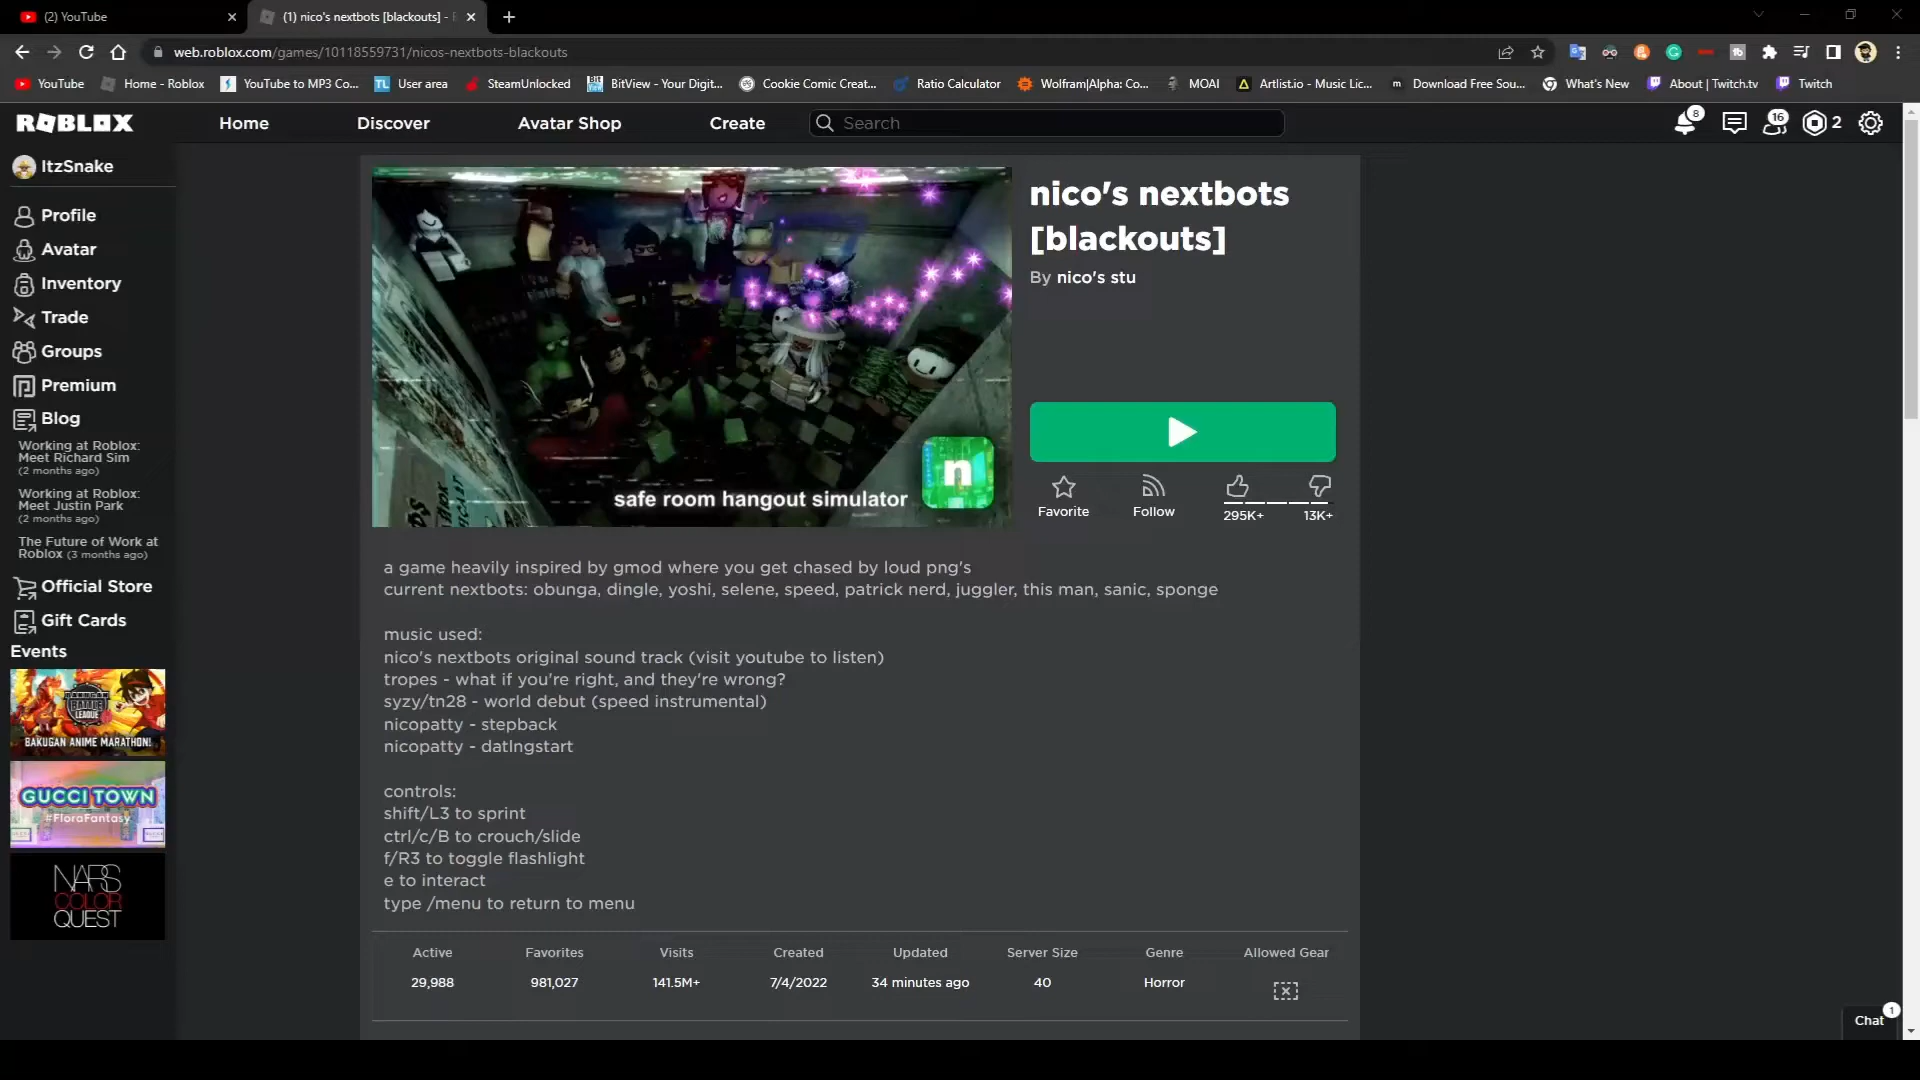 (2) YouTube
(1) nico's nextbots [blackouts] -
web.roblox.com/games/10118559731/nicos-nextbots-blackouts
YouTube
Home - Roblox
YouTube to MP3 Co...
User area
SteamUnlocked
BitView - Your Digit...
Cookie Comic Creat...
Ratio Calculator
Wolfram|Alpha: Co...
MOAI
Artlist.io - Music Lic...
Download Free Sou...
What's New
About | Twitch.tv
Twitch
ROBLOX
Home
Discover
Avatar Shop
Create
Search
8
16
2
ItzSnake
Profile
Avatar
Inventory
Trade
Groups
Premium
Blog
Working at Roblox:
Meet Richard Sim
(2 months ago)
Working at Roblox:
Meet Justin Park
(2 months ago)
The Future of Work at
Roblox (3 months ago)
Official Store
Gift Cards
Events
BATTLE
LEAGUE
BAKUGAN ANIME MARATHON!
GUCCI TOWN
#FloraFantasy
NARS
COLOR
QUEST
safe room hangout simulator
n
nico's nextbots
[blackouts]
By nico's stu
Favorite
Follow
295K+
13K+
a game heavily inspired by gmod where you get chased by loud png's
current nextbots: obunga, dingle, yoshi, selene, speed, patrick nerd, juggler, this man, sanic, sponge
music used:
nico's nextbots original sound track (visit youtube to listen)
tropes - what if you're right, and they're wrong?
syzy/tn28 - world debut (speed instrumental)
nicopatty - stepback
nicopatty - dat1ngstart
controls:
shift/L3 to sprint
ctrl/c/B to crouch/slide
f/R3 to toggle flashlight
e to interact
type /menu to return to menu
Active
Favorites
Visits
Created
Updated
Server Size
Genre
Allowed Gear
29,988
981,027
141.5M+
7/4/2022
34 minutes ago
40
Horror
Chat
1